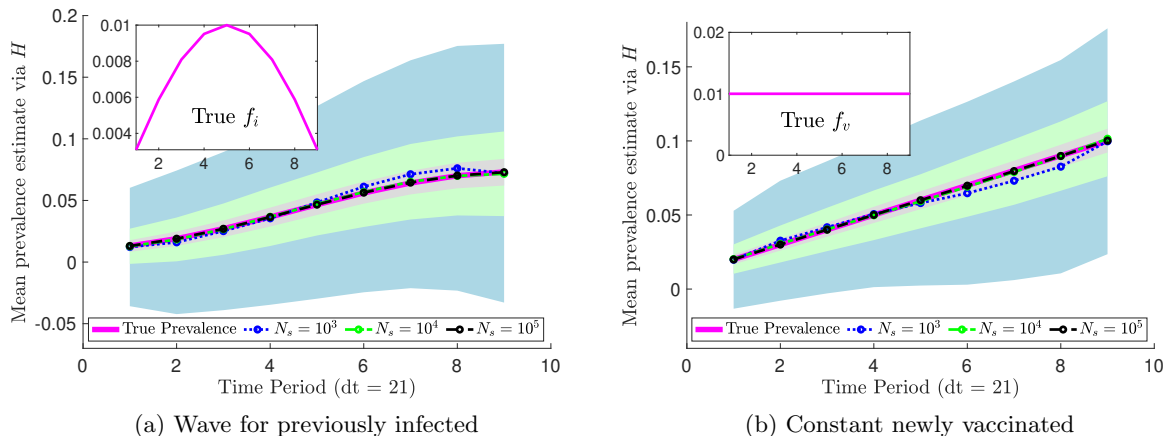 Mean prevalence estimate via H
0.2
0.15
0.1
0.05
0
-0.05
0.01
0.008
0.006
0.004
True f_i
2 4 6 8
True Prevalence N_s = 10^3 N_s = 10^4 N_s = 10^5
0 2 4 6 8 10
Time Period (dt = 21)
(a) Wave for previously infected
Mean prevalence estimate via H
0.15
0.1
0.05
0
0.02
0.01
0
True f_v
2 4 6 8
True Prevalence N_s = 10^3 N_s = 10^4 N_s = 10^5
0 2 4 6 8 10
Time Period (dt = 21)
(b) Constant newly vaccinated